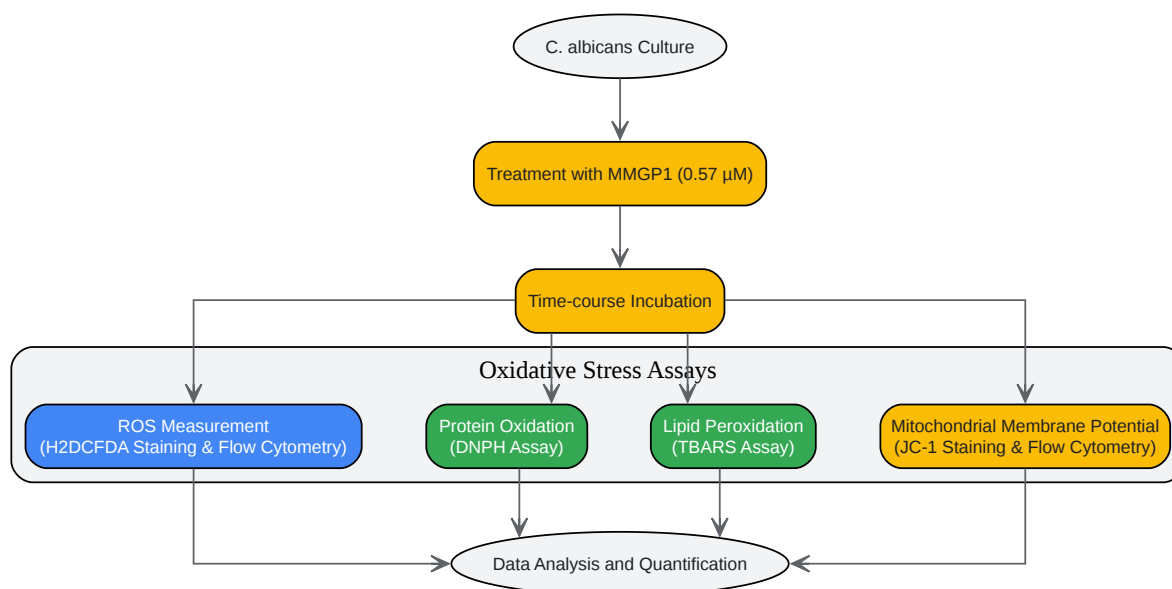 C. albicans Culture
Treatment with MMGP1 (0.57 µM)
Time-course Incubation
Oxidative Stress Assays
ROS Measurement
(H2DCFDA Staining & Flow Cytometry)
Protein Oxidation
(DNPH Assay)
Lipid Peroxidation
(TBARS Assay)
Mitochondrial Membrane Potential
(JC-1 Staining & Flow Cytometry)
Data Analysis and Quantification